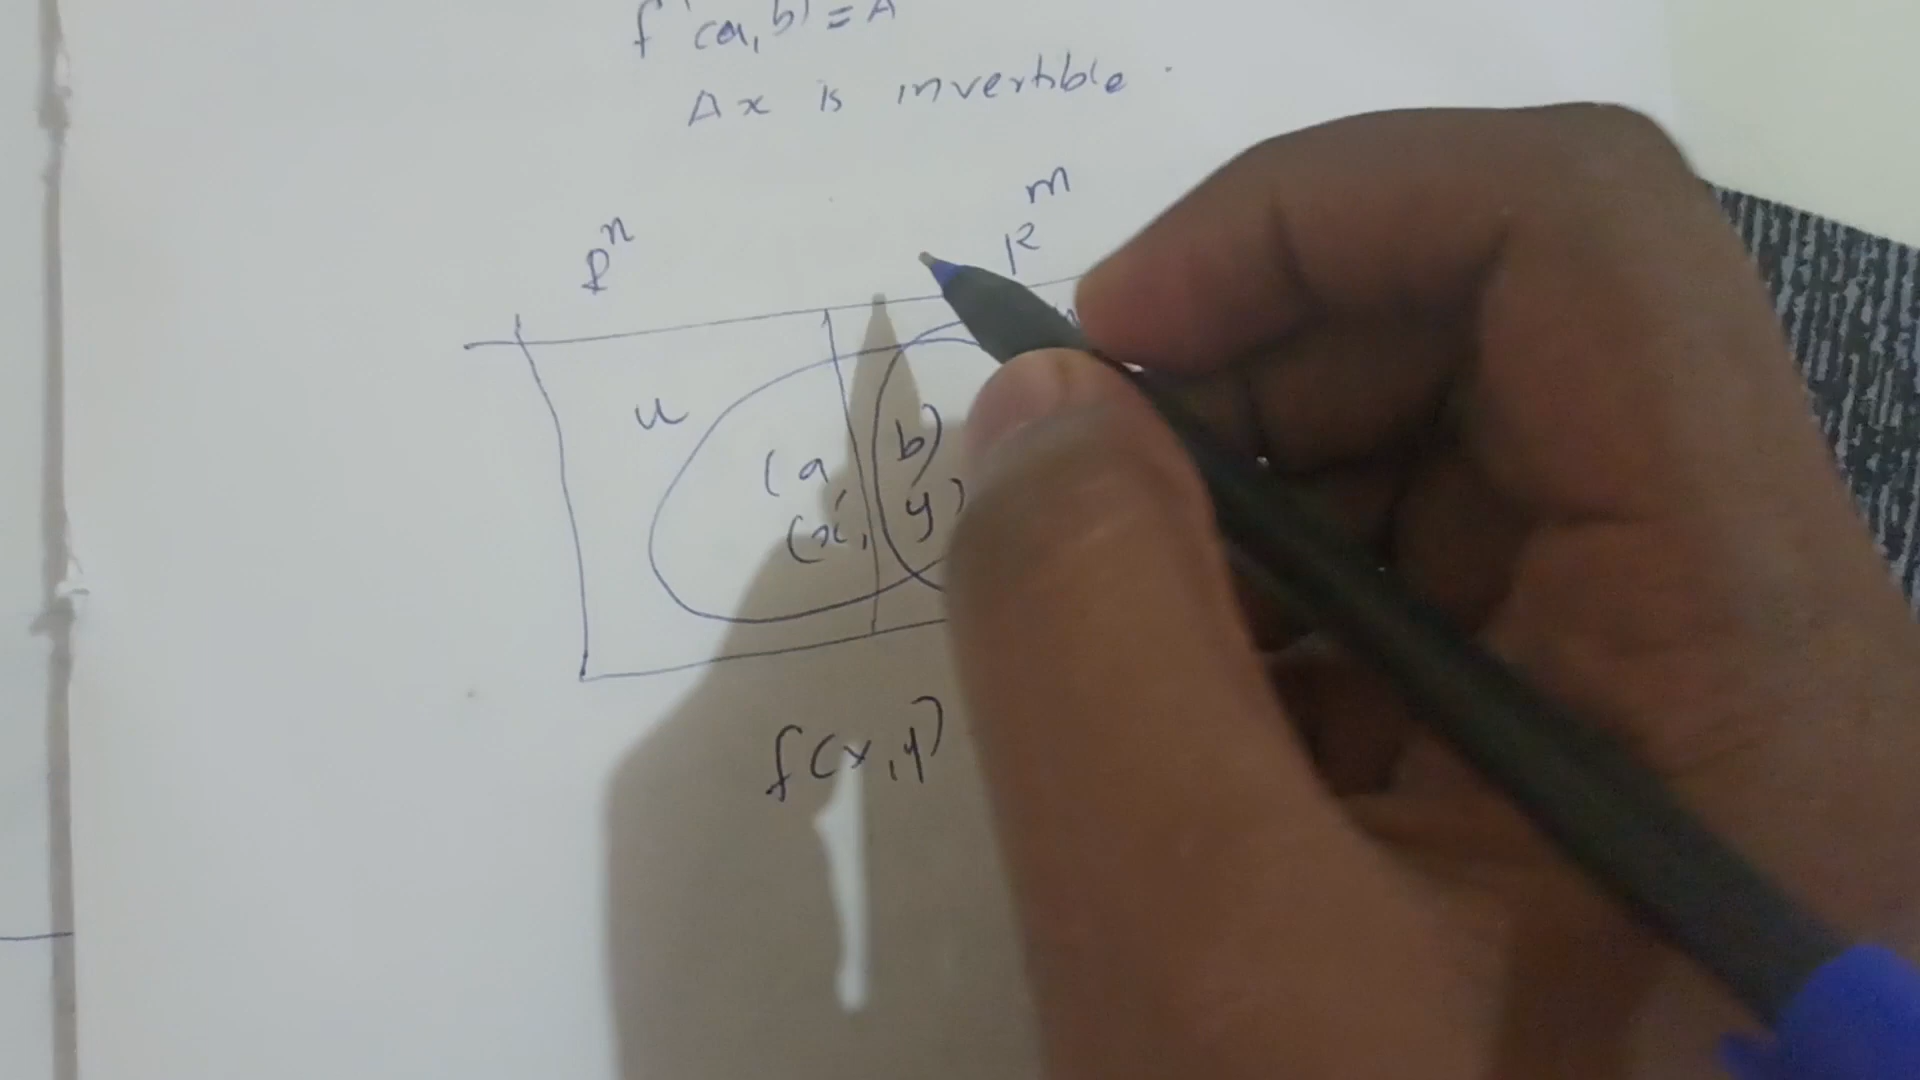 f'(a,b) = A
Ax is invertible.
R^n R^m
u
(a b)
(x, y)
f(x,y)